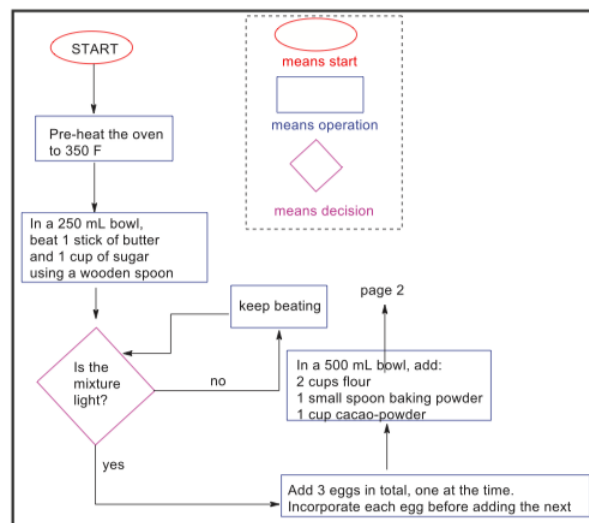 START
means start
means operation
means decision
Pre-heat the oven
to 350 F
In a 250 mL bowl,
beat 1 stick of butter
and 1 cup of sugar
using a wooden spoon
Is the
mixture
light?
no
keep beating
yes
Add 3 eggs in total, one at the time.
Incorporate each egg before adding the next
In a 500 mL bowl, add:
2 cups flour
1 small spoon baking powder
1 cup cacao-powder
page 2